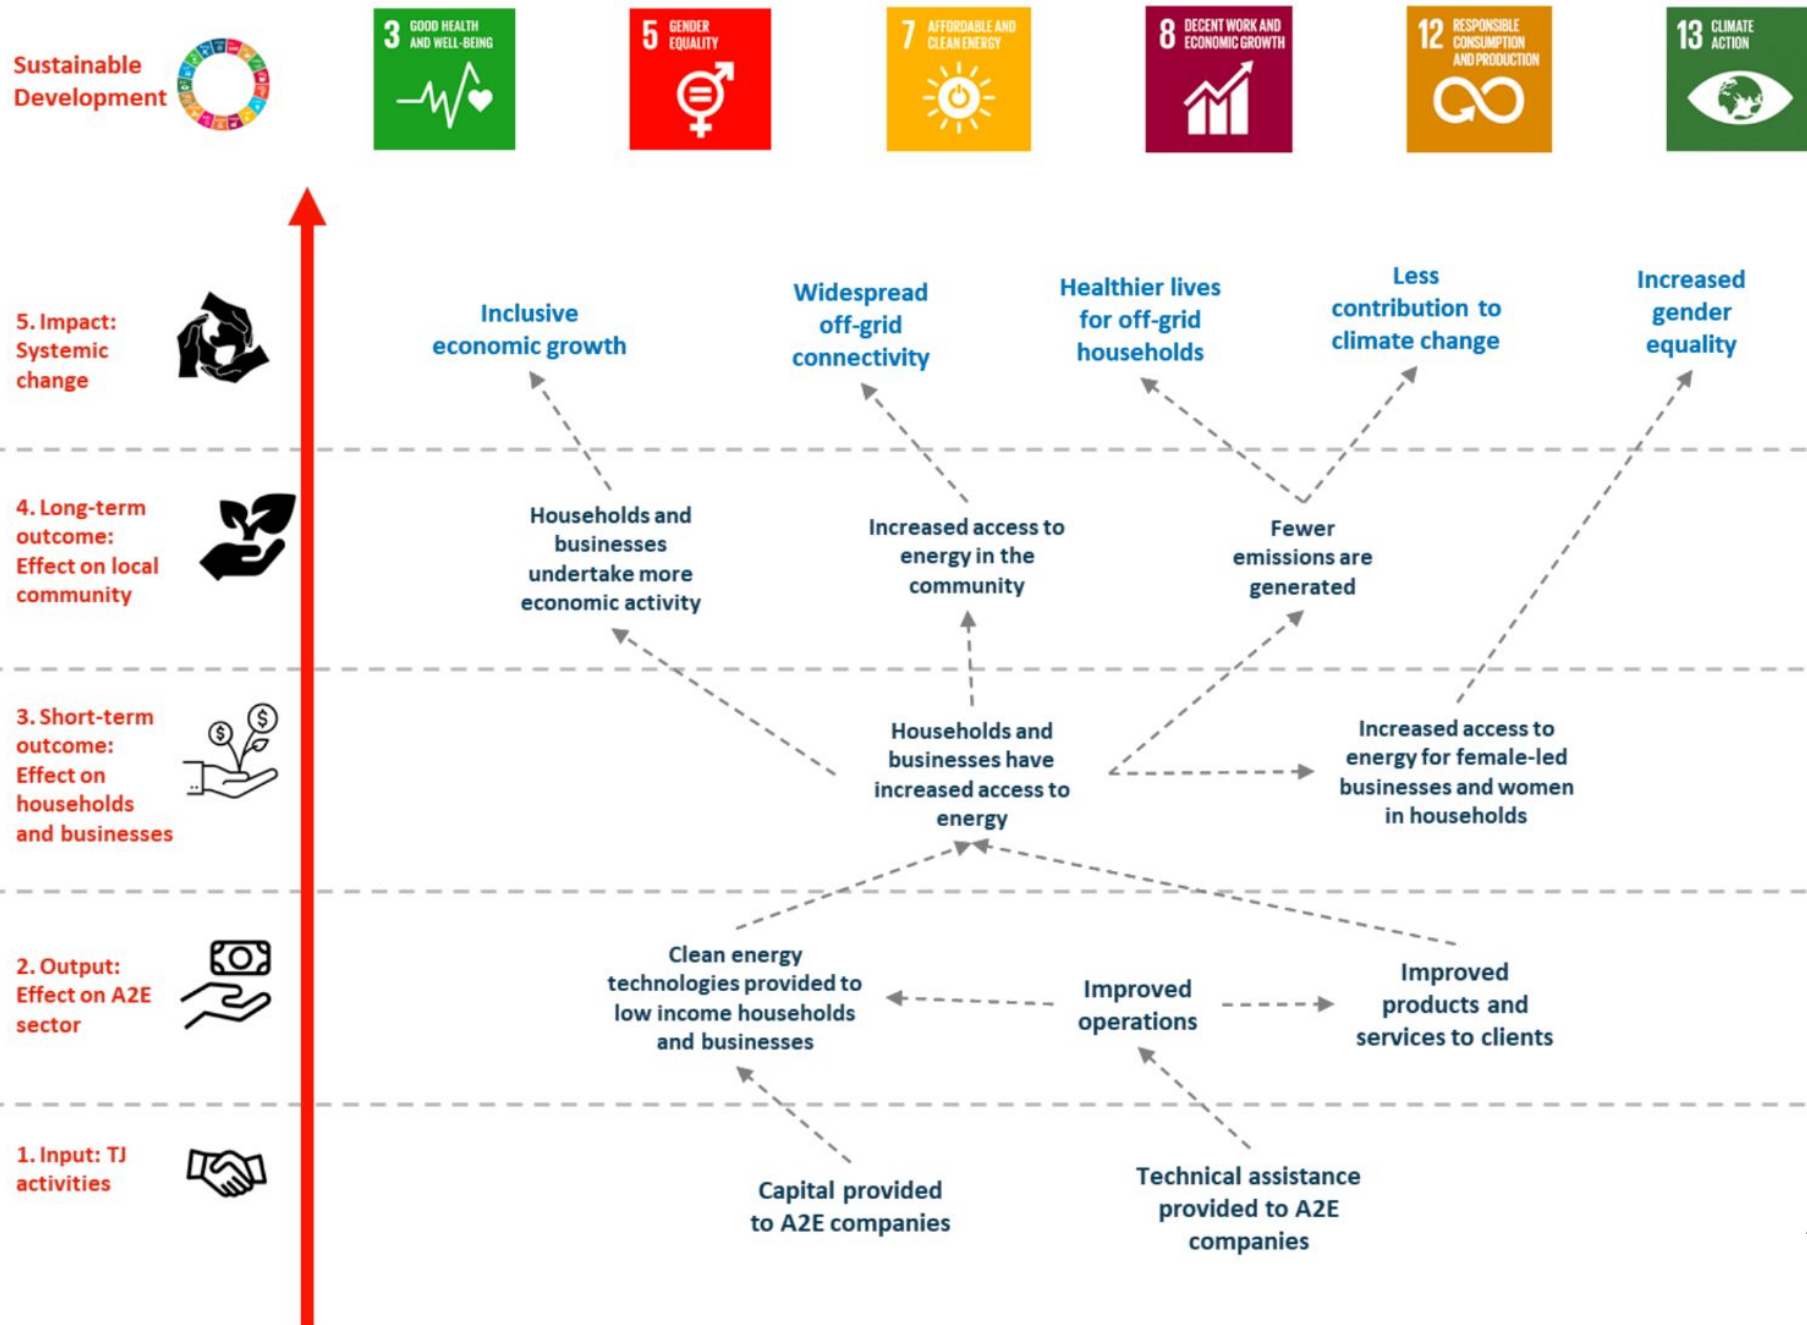 Sustainable
Development
3 GOOD HEALTH
AND WELL-BEING
5 GENDER
EQUALITY
7 AFFORDABLE AND
CLEAN ENERGY
8 DECENT WORK AND
ECONOMIC GROWTH
12 RESPONSIBLE
CONSUMPTION
AND PRODUCTION
13 CLIMATE
ACTION
5. Impact:
Systemic
change
Inclusive
economic growth
Widespread
off-grid
connectivity
Healthier lives
for off-grid
households
Less
contribution to
climate change
Increased
gender
equality
4. Long-term
outcome:
Effect on local
community
Households and
businesses
undertake more
economic activity
Increased access to
energy in the
community
Fewer
emissions are
generated
3. Short-term
outcome:
Effect on
households
and businesses
$
$
Households and
businesses have
increased access to
energy
Increased access to
energy for female-led
businesses and women
in households
2. Output:
Effect on A2E
sector
Clean energy
technologies provided to
low income households
and businesses
Improved
operations
Improved
products and
services to clients
1. Input: TJ
activities
Capital provided
to A2E companies
Technical assistance
provided to A2E
companies